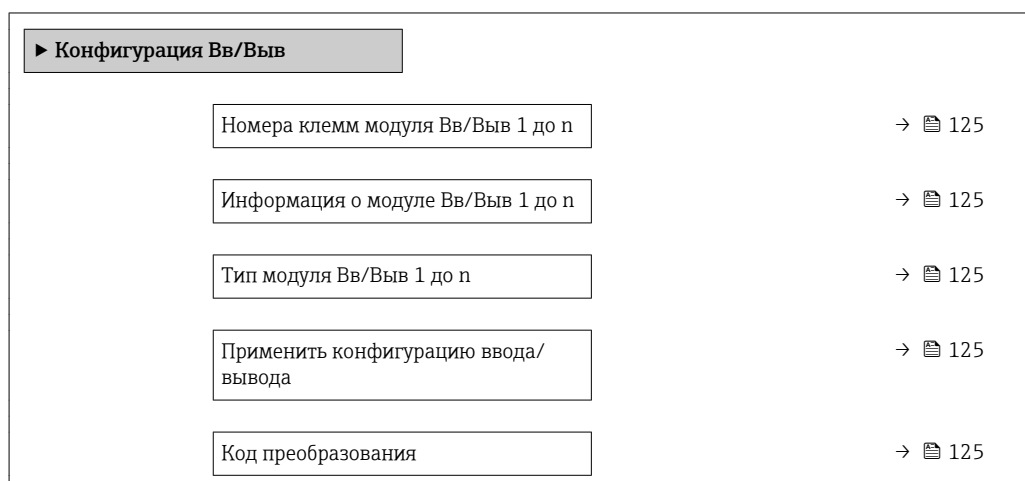 ▶ Конфигурация Вв/Выв
Номера клемм модуля Вв/Выв 1 до n → 125
Информация о модуле Вв/Выв 1 до n → 125
Тип модуля Вв/Выв 1 до n → 125
Применить конфигурацию ввода/ → 125
вывода
Код преобразования → 125